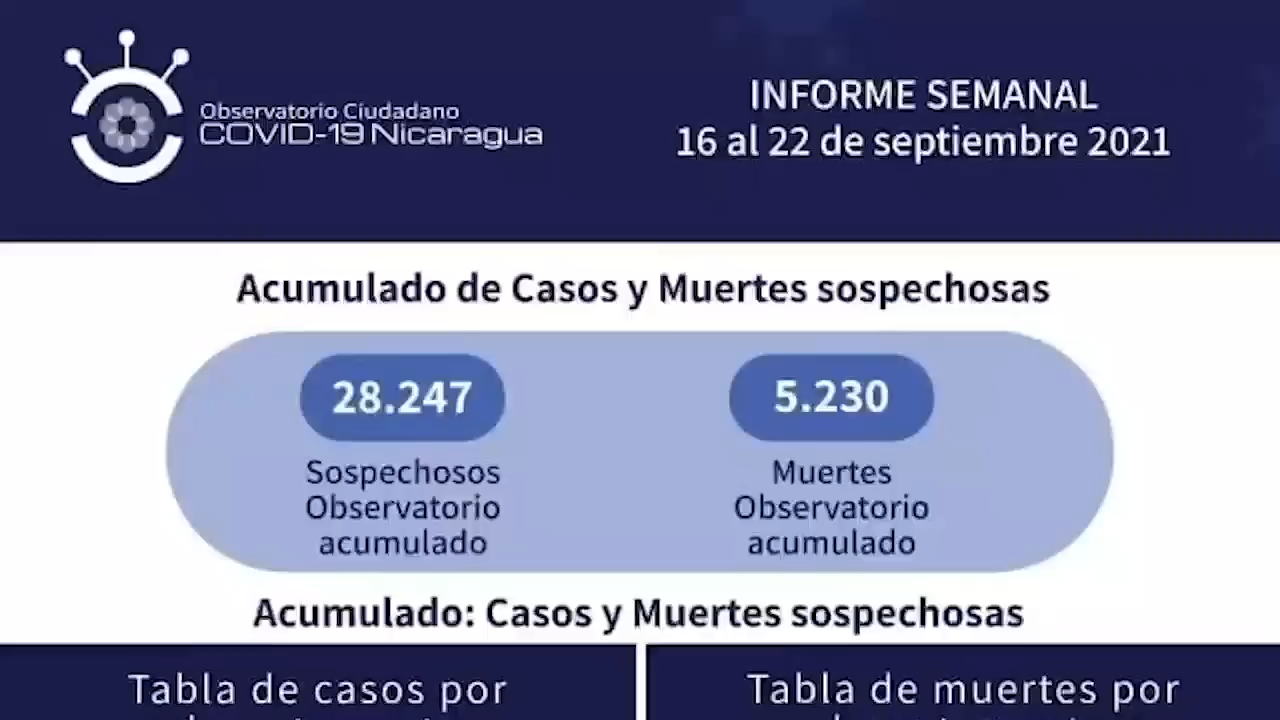 Observatorio Ciudadano
COVID-19 Nicaragua
INFORME SEMANAL
16 al 22 de septiembre 2021
Acumulado de Casos y Muertes sospechosas
28.247
Sospechosos
Observatorio
acumulado
5.230
Muertes
Observatorio
acumulado
Acumulado: Casos y Muertes sospechosas
Tabla de casos por
Tabla de muertes por